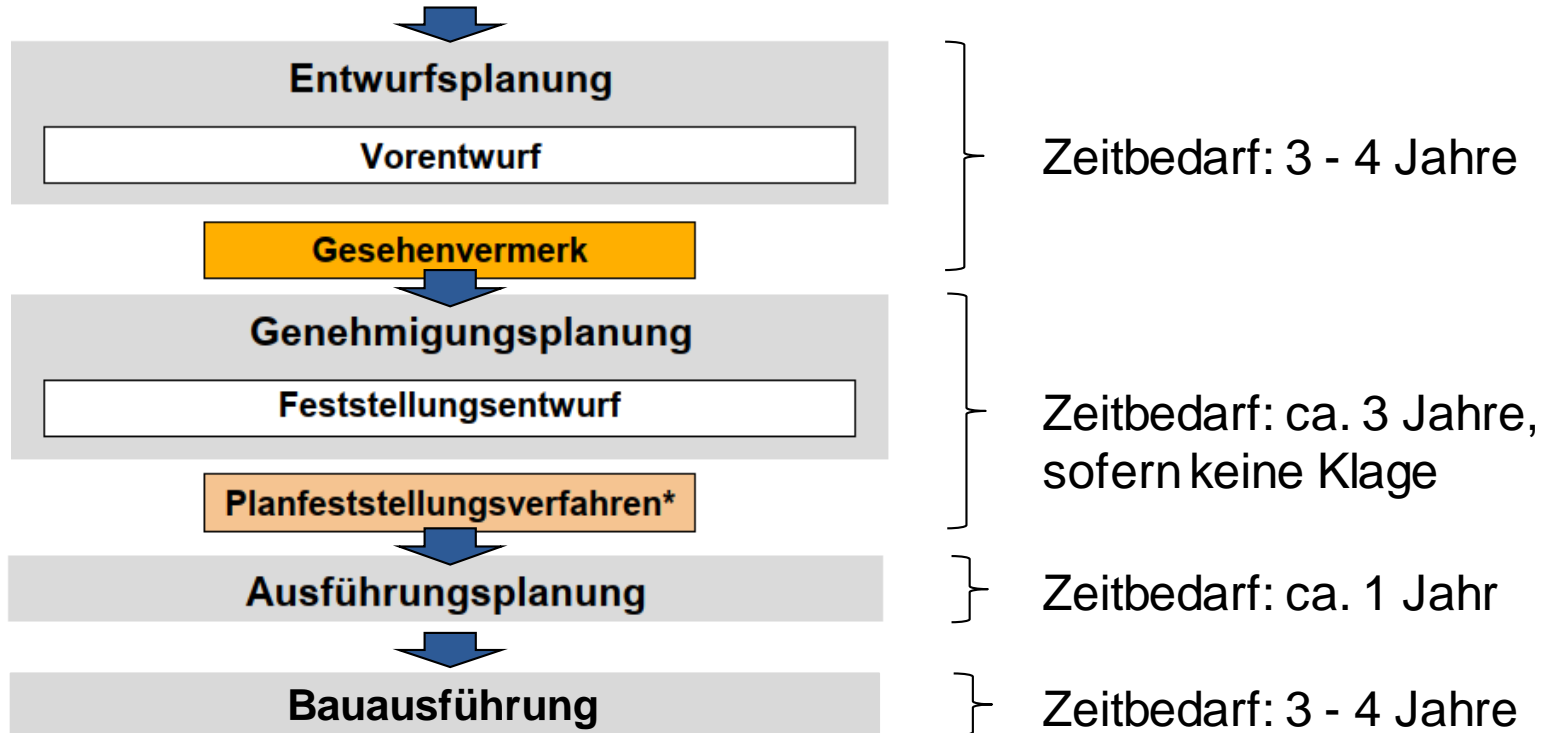 Entwurfsplanung
Vorentwurf
Zeitbedarf: 3 - 4 Jahre
Gesehenvermerk
Genehmigungsplanung
Feststellungsentwurf
Zeitbedarf: ca. 3 Jahre,
sofern keine Klage
Planfeststellungsverfahren*
Ausführungsplanung
Zeitbedarf: ca. 1 Jahr
Bauausführung
Zeitbedarf: 3 - 4 Jahre